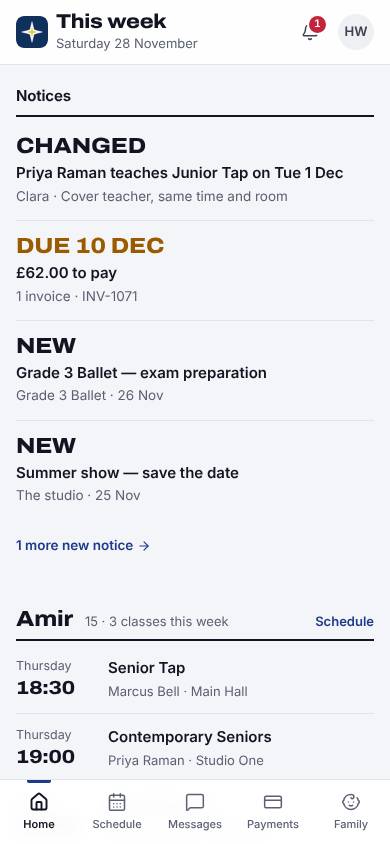 This week
Saturday 28 November
1
HW
Notices
CHANGED
Priya Raman teaches Junior Tap on Tue 1 Dec
Clara · Cover teacher, same time and room
DUE 10 DEC
£62.00 to pay
1 invoice · INV-1071
NEW
Grade 3 Ballet — exam preparation
Grade 3 Ballet · 26 Nov
NEW
Summer show — save the date
The studio · 25 Nov
1 more new notice →
Amir 15 · 3 classes this week Schedule
Thursday
18:30
Senior Tap
Marcus Bell · Main Hall
Thursday
19:00
Contemporary Seniors
Priya Raman · Studio One
Home Schedule Messages Payments Family